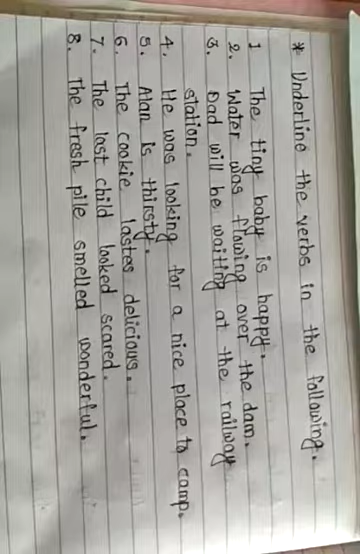 * Underline the verbs in the following.
1 The tiny baby is happy.
2. Water was flowing over the dam.
3. Dad will be waiting at the railway
station.
4. He was looking for a nice place to camp.
5. Alan is thirsty.
6. The cookie tastes delicious.
7. The last child looked scared.
8. The fresh pile smelled wonderful.